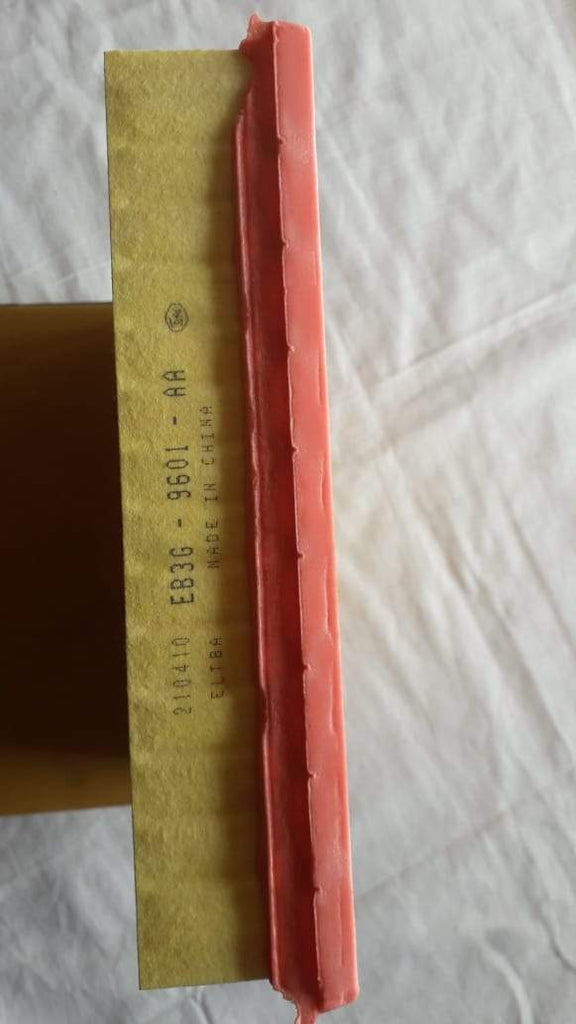 210410 EB3G - 9601 - AA
ELTBA MADE IN CHINA